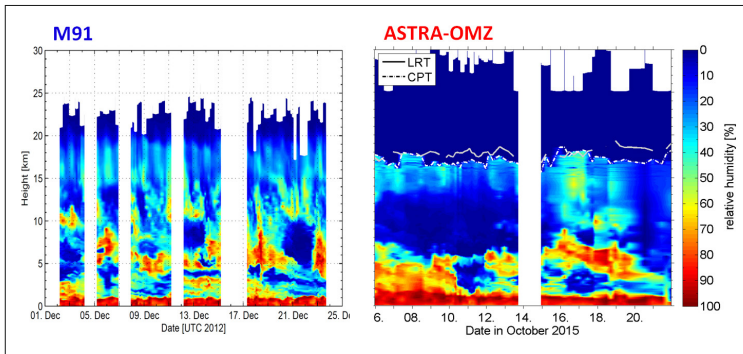 M91
ASTRA-OMZ
30
25
20
15
10
5
0
Height [km]
01. Dec
05. Dec
09. Dec
13. Dec
17. Dec
21. Dec
25. D
Date [UTC 2012]
LRT
CPT
6
08.
10.
12.
14.
16.
18.
20.
Date in October 2015
0
10
20
30
40
50
60
70
80
90
100
relative humidity [%]